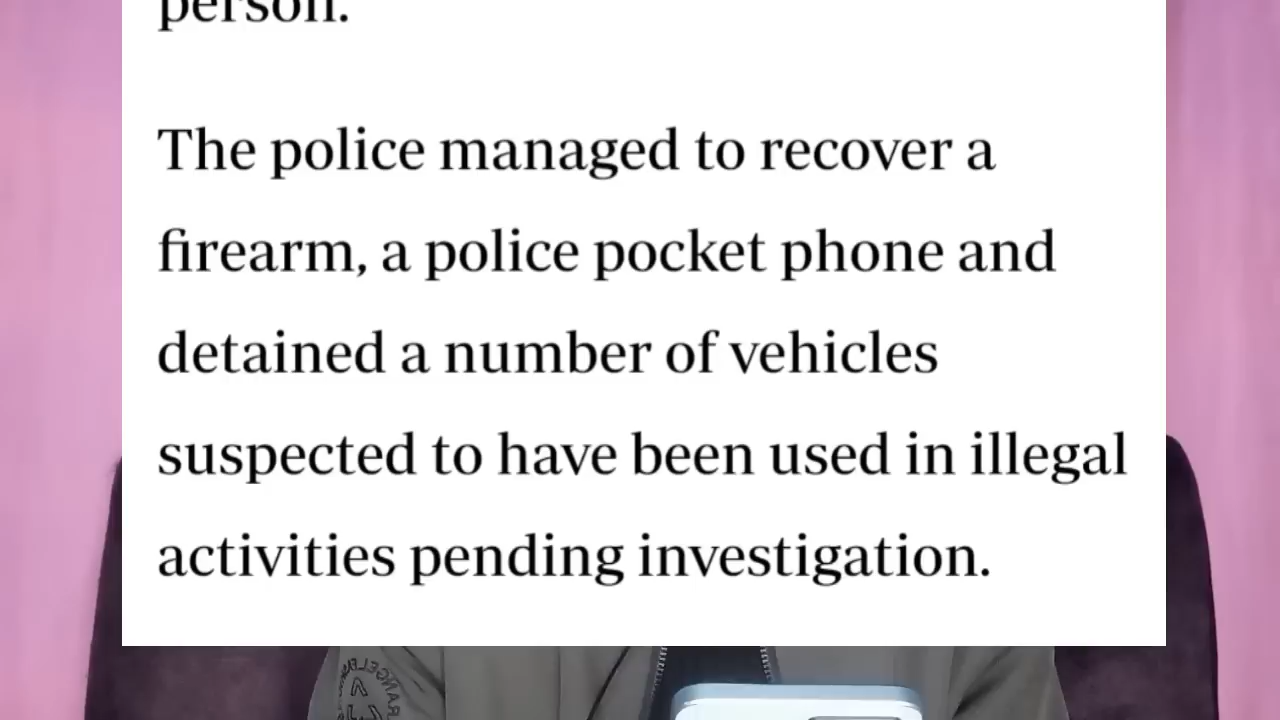 person.
The police managed to recover a
firearm, a police pocket phone and
detained a number of vehicles
suspected to have been used in illegal
activities pending investigation.